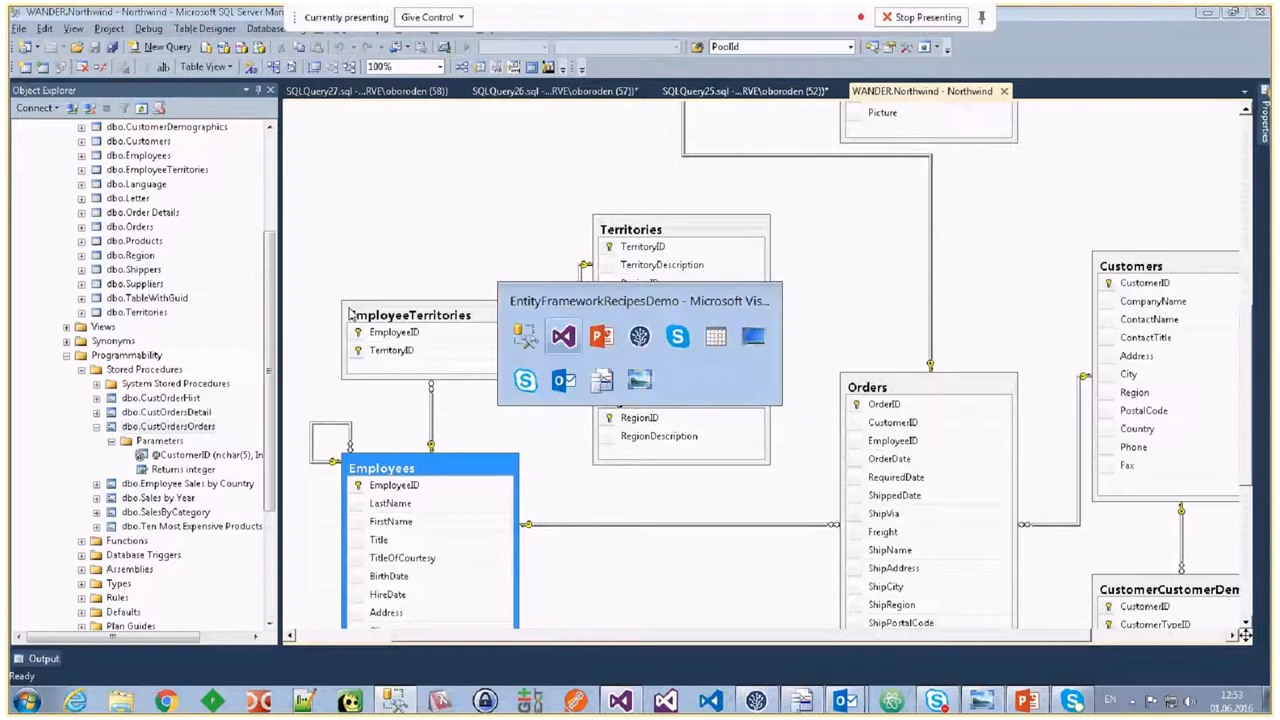 WANDER.Northwind - Microsoft SQL Server Man
Currently presenting
Give Control
Stop Presenting
File Edit View Project Debug Table Designer Database
New Query
PoolId
ab|
Table View
100%
Object Explorer
SQLQuery27.sql -...RVE\oboroden (58))
SQLQuery26.sql -...RVE\oboroden (57))*
SQLQuery25.sql -...RVE\oboroden (52))*
WANDER.Northwind - Northwind
Properties
Connect
dbo.CustomerDemographics
dbo.Customers
dbo.Employees
dbo.EmployeeTerritories
dbo.Language
dbo.Letter
dbo.Order Details
dbo.Orders
dbo.Products
dbo.Region
dbo.Shippers
dbo.Suppliers
dbo.TableWithGuid
dbo.Territories
Views
Synonyms
Programmability
Stored Procedures
System Stored Procedures
dbo.CustOrderHist
dbo.CustOrdersDetail
dbo.CustOrdersOrders
Parameters
@CustomerID (nchar(5), In
Returns integer
dbo.Employee Sales by Country
dbo.Sales by Year
dbo.SalesByCategory
dbo.Ten Most Expensive Products
Functions
Database Triggers
Assemblies
Types
Rules
Defaults
Plan Guides
Picture
Territories
TerritoryID
TerritoryDescription
EntityFrameworkRecipesDemo - Microsoft Vis...
EmployeeTerritories
EmployeeID
TerritoryID
RegionID
RegionDescription
Employees
EmployeeID
LastName
FirstName
Title
TitleOfCourtesy
BirthDate
HireDate
Address
Orders
OrderID
CustomerID
EmployeeID
OrderDate
RequiredDate
ShippedDate
ShipVia
Freight
ShipName
ShipAddress
ShipCity
ShipRegion
ShipPostalCode
Customers
CustomerID
CompanyName
ContactName
ContactTitle
Address
City
Region
PostalCode
Country
Phone
Fax
CustomerCustomerDem
CustomerID
CustomerTypeID
Output
Ready
EN
12:53
01.06.2016